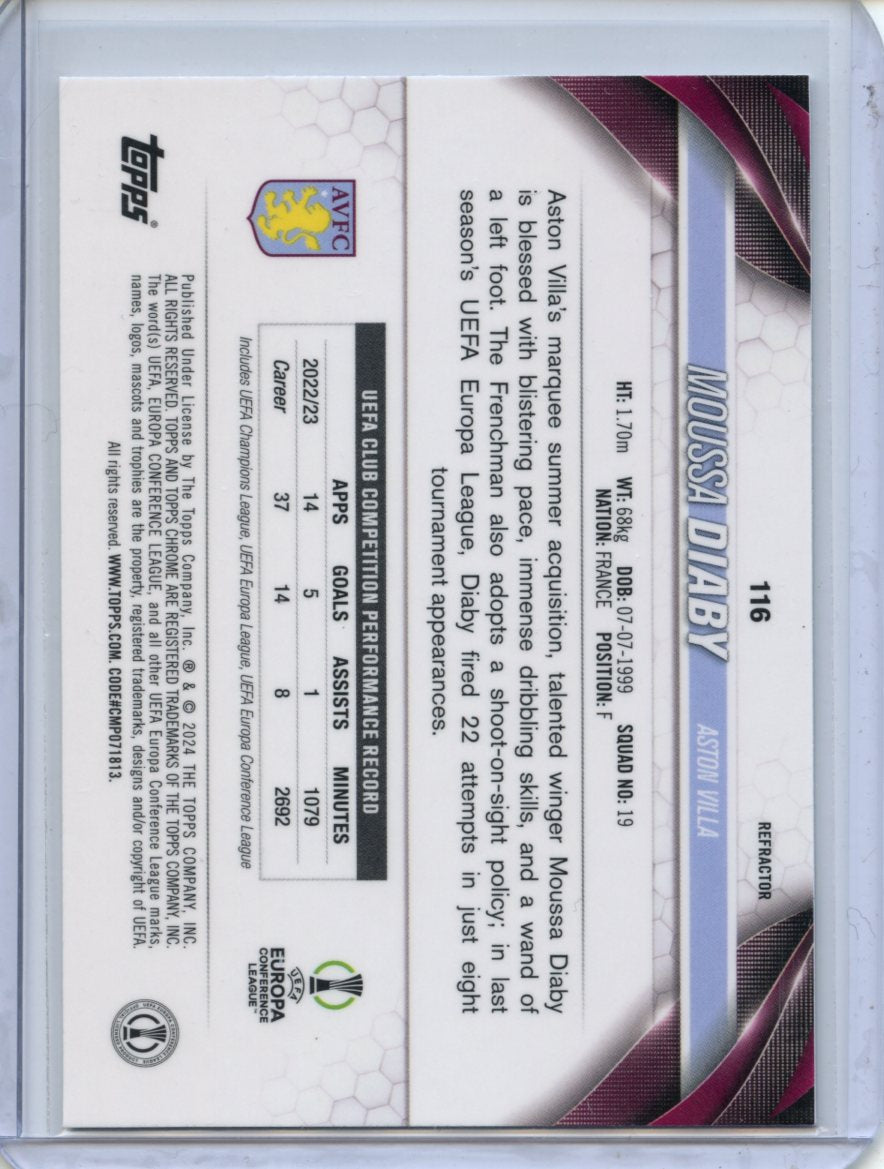 116
REFRACTOR
MOUSSA DIABY ASTON VILLA
HT: 1.70m WT: 68kg DOB: 07-07-1999 SQUAD NO: 19
NATION: FRANCE POSITION: F
Aston Villa's marquee summer acquisition, talented winger Moussa Diaby
is blessed with blistering pace, immense dribbling skills, and a wand of
a left foot. The Frenchman also adopts a shoot-on-sight policy; in last
season's UEFA Europa League, Diaby fired 22 attempts in just eight
tournament appearances.
AVFC
UEFA CLUB COMPETITION PERFORMANCE RECORD
APPS GOALS ASSISTS MINUTES
2022/23 14 5 1 1079
Career 37 14 8 2692
Includes UEFA Champions League, UEFA Europa League, UEFA Europa Conference League
UEFA
EUROPA
CONFERENCE
LEAGUE™
topps®
Published Under License by The Topps Company, Inc. ® & © 2024 THE TOPPS COMPANY, INC.
ALL RIGHTS RESERVED. TOPPS AND TOPPS CHROME ARE REGISTERED TRADEMARKS OF THE TOPPS COMPANY, INC.
The word(s) UEFA, EUROPA CONFERENCE LEAGUE, and all other UEFA Europa Conference League marks,
names, logos, mascots and trophies are the property, registered trademarks, designs and/or copyright of UEFA.
All rights reserved. WWW.TOPPS.COM. CODE#CMP071813.